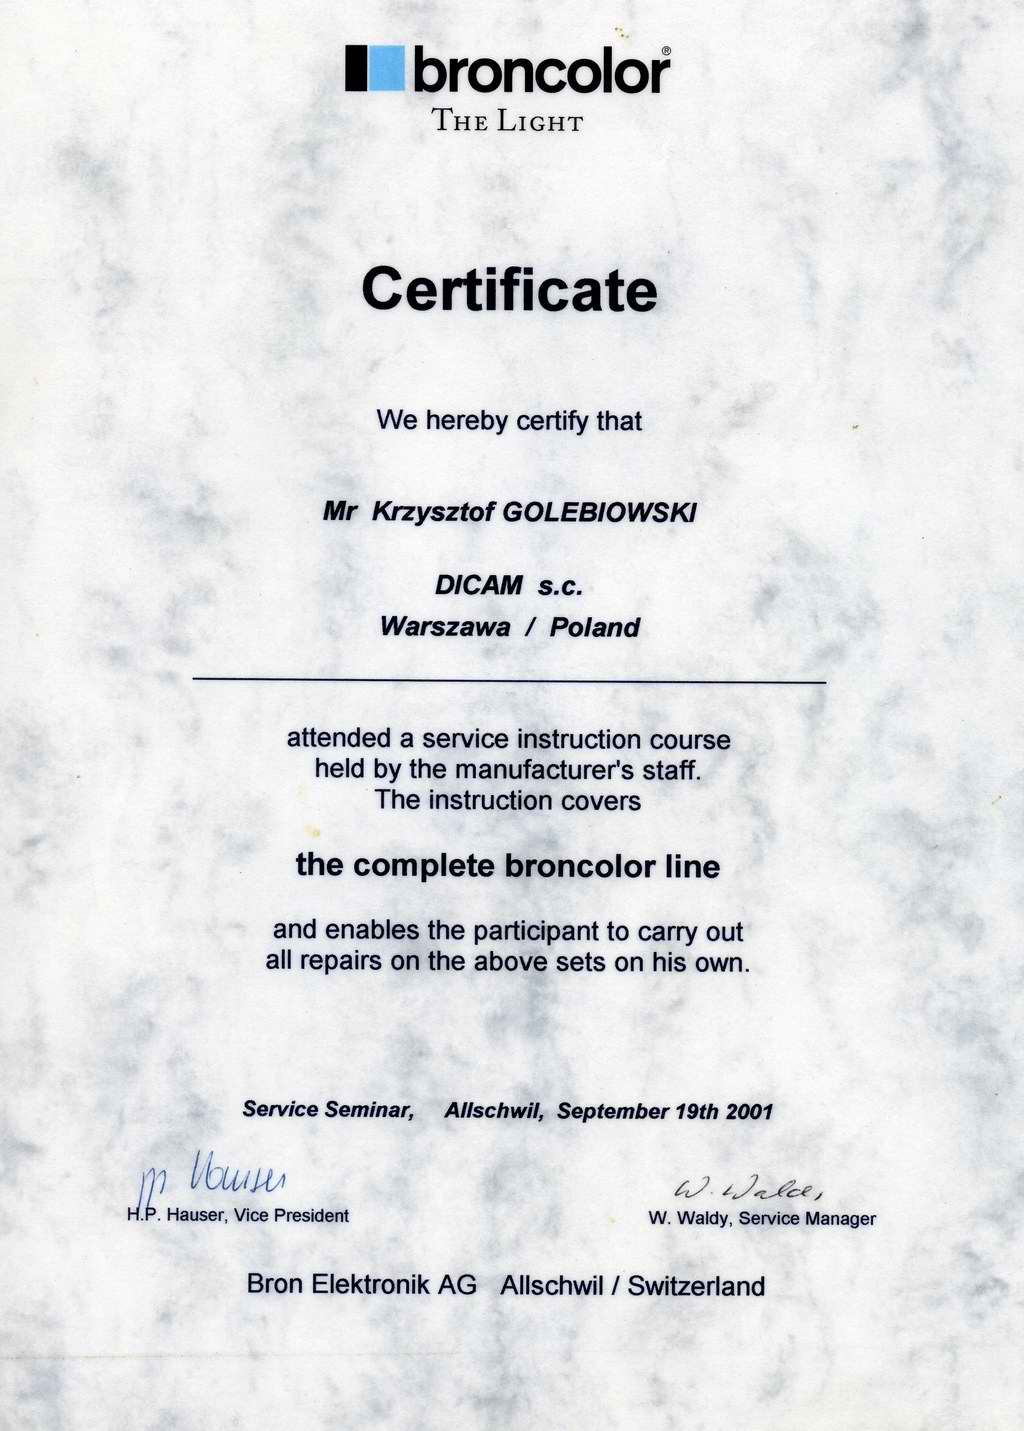 broncolor®
THE LIGHT
Certificate
We hereby certify that
Mr Krzysztof GOLEBIOWSKI
DICAM s.c.
Warszawa / Poland
attended a service instruction course
held by the manufacturer's staff.
The instruction covers
the complete broncolor line
and enables the participant to carry out
all repairs on the above sets on his own.
Service Seminar, Allschwil, September 19th 2001
Hauser W. Waldy
H.P. Hauser, Vice President W. Waldy, Service Manager
Bron Elektronik AG Allschwil / Switzerland